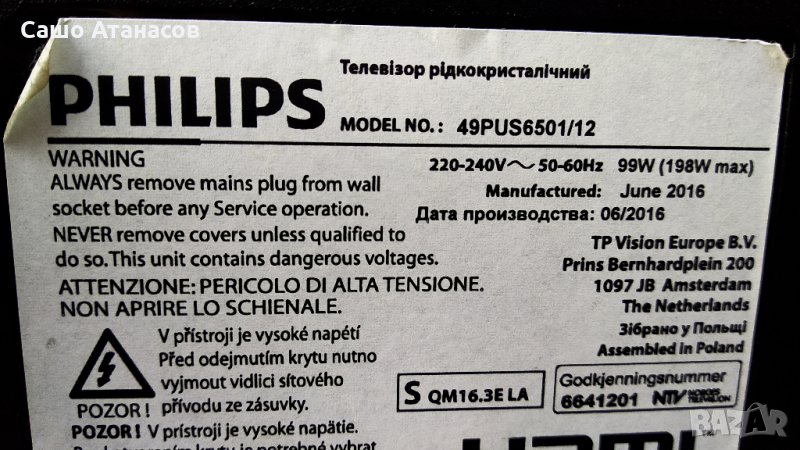 Сашо Атанасов
Телевізор рідкокристалічний
PHILIPS
MODEL NO.: 49PUS6501/12
WARNING
220-240V～ 50-60Hz 99W (198W max)
ALWAYS remove mains plug from wall
Manufactured: June 2016
socket before any Service operation.
Дата производства: 06/2016
NEVER remove covers unless qualified to
TP Vision Europe B.V.
do so. This unit contains dangerous voltages.
Prins Bernhardplein 200
ATTENZIONE: PERICOLO DI ALTA TENSIONE.
1097 JB Amsterdam
NON APRIRE LO SCHIENALE.
The Netherlands
Зібрано у Польщі
V přístroji je vysoké napětí
Assembled in Poland
Před odejmutím krytu nutno
vyjmout vidlici síťového
S QM16.3E LA
Godkjenningsnummer
6641201 NTV
POZOR ! přívodu ze zásuvky.
POZOR ! V prístroji je vysoké napätie.
BAZAR